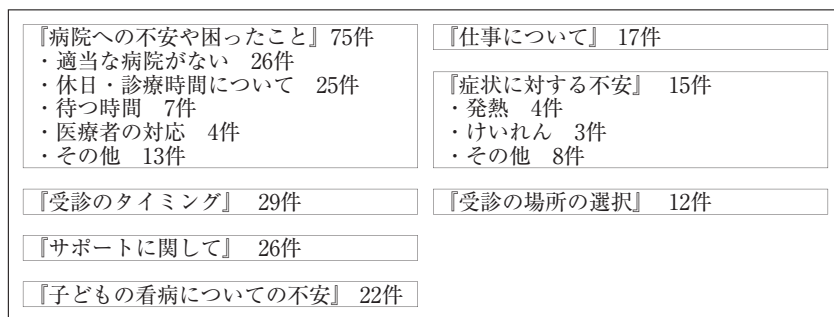 『病院への不安や困ったこと』75件
・適当な病院がない　26件
・休日・診療時間について　25件
・待つ時間　7件
・医療者の対応　4件
・その他　13件
『受診のタイミング』　29件
『サポートに関して』　26件
『子どもの看病についての不安』 22件
『仕事について』 17件
『症状に対する不安』　15件
・発熱　4件
・けいれん　3件
・その他　8件
『受診の場所の選択』　12件